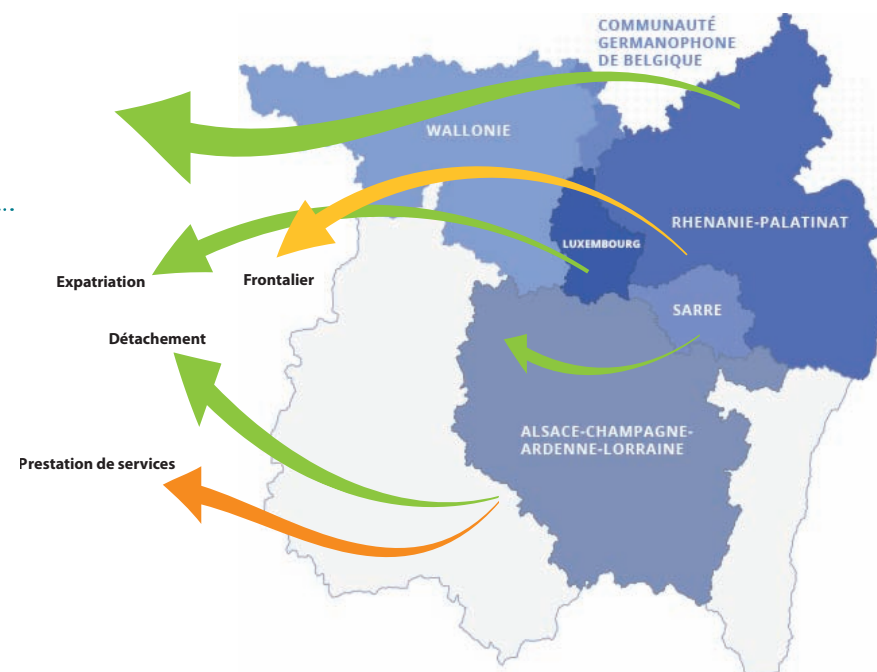 COMMUNAUTÉ
GERMANOPHONE
DE BELGIQUE
WALLONIE
...
RHENANIE-PALATINAT
LUXEMBOURG
Expatriation
Frontalier
SARRE
Détachement
ALSACE-CHAMPAGNE-
ARDENNE-LORRAINE
Prestation de services